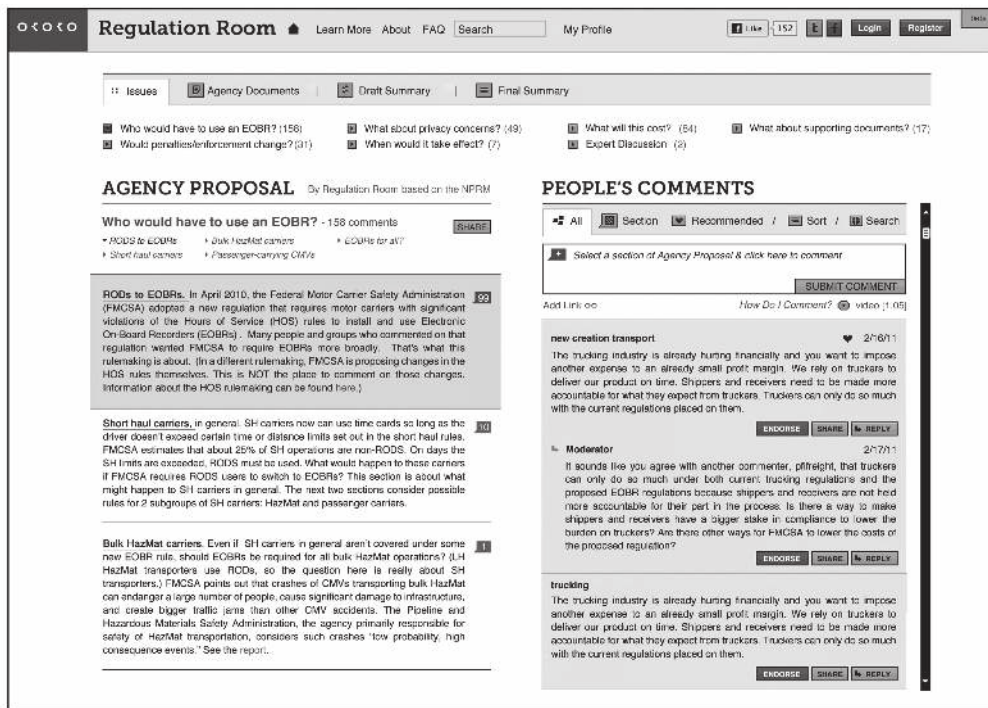 Regulation Room Learn More About FAQ Search My Profile Like 152 Login Register
Issues Agency Documents | Draft Summary | Final Summary
Who would have to use an EOBR? (156) What about privacy concerns? (49) What will this cost? (64) What about supporting documents? (17)
Would penalties/enforcement change? (31) When would it take effect? (7) Expert Discussion (2)
AGENCY PROPOSAL By Regulation Room based on the NPRM
Who would have to use an EOBR? - 158 comments SHARE
RODS to EOBRs Bulk HazMat carriers EOBRs for all?
Short haul carriers Passenger-carrying CMVs
RODs to EOBRs. In April 2010, the Federal Motor Carrier Safety Administration 99
(FMCSA) adopted a new regulation that requires motor carriers with significant
violations of the Hours of Service (HOS) rules to install and use Electronic
On-Board Recorders (EOBRs) . Many people and groups who commented on that
regulation wanted FMCSA to require EOBRs more broadly. That's what this
rulemaking is about. (In a different rulemaking, FMCSA is proposing changes in the
HOS rules themselves. This is NOT the place to comment on those changes.
Information about the HOS rulemaking can be found here.)
Short haul carriers, in general. SH carriers now can use time cards so long as the 10
driver doesn't exceed certain time or distance limits set out in the short haul rules.
FMCSA estimates that about 25% of SH operations are non-RODS. On days the
SH limits are exceeded, RODS must be used. What would happen to these carriers
if FMCSA requires RODS users to switch to EOBRs? This section is about what
might happen to SH carriers in general. The next two sections consider possible
rules for 2 subgroups of SH carriers: HazMat and passenger carriers.
Bulk HazMat carriers. Even if SH carriers in general aren't covered under some 1
new EOBR rule, should EOBRs be required for all bulk HazMat operations? (LH
HazMat transporters use RODs, so the question here is really about SH
transporters.) FMCSA points out that crashes of CMVs transporting bulk HazMat
can endanger a large number of people, cause significant damage to infrastructure,
and create bigger traffic jams than other CMV accidents. The Pipeline and
Hazardous Materials Safety Administration, the agency primarily responsible for
safety of HazMat transportation, considers such crashes "low probability, high
consequence events." See the report.
PEOPLE'S COMMENTS
All Section Recommended / Sort / Search
Select a section of Agency Proposal & click here to comment
SUBMIT COMMENT
Add Link How Do I Comment? video [1.05]
new creation transport 2/16/11
The trucking industry is already hurting financially and you want to impose
another expense to an already small profit margin. We rely on truckers to
deliver our product on time. Shippers and receivers need to be made more
accountable for what they expect from truckers. Truckers can only do so much
with the current regulations placed on them.
ENDORSE SHARE REPLY
Moderator 2/17/11
It sounds like you agree with another commenter, pfifreight, that truckers
can only do so much under both current trucking regulations and the
proposed EOBR regulations because shippers and receivers are not held
more accountable for their part in the process. Is there a way to make
shippers and receivers have a bigger stake in compliance to lower the
burden on truckers? Are there other ways for FMCSA to lower the costs of
the proposed regulation?
ENDORSE SHARE REPLY
trucking
The trucking industry is already hurting financially and you want to impose
another expense to an already small profit margin. We rely on truckers to
deliver our product on time. Shippers and receivers need to be made more
accountable for what they expect from truckers. Truckers can only do so much
with the current regulations placed on them.
ENDORSE SHARE REPLY